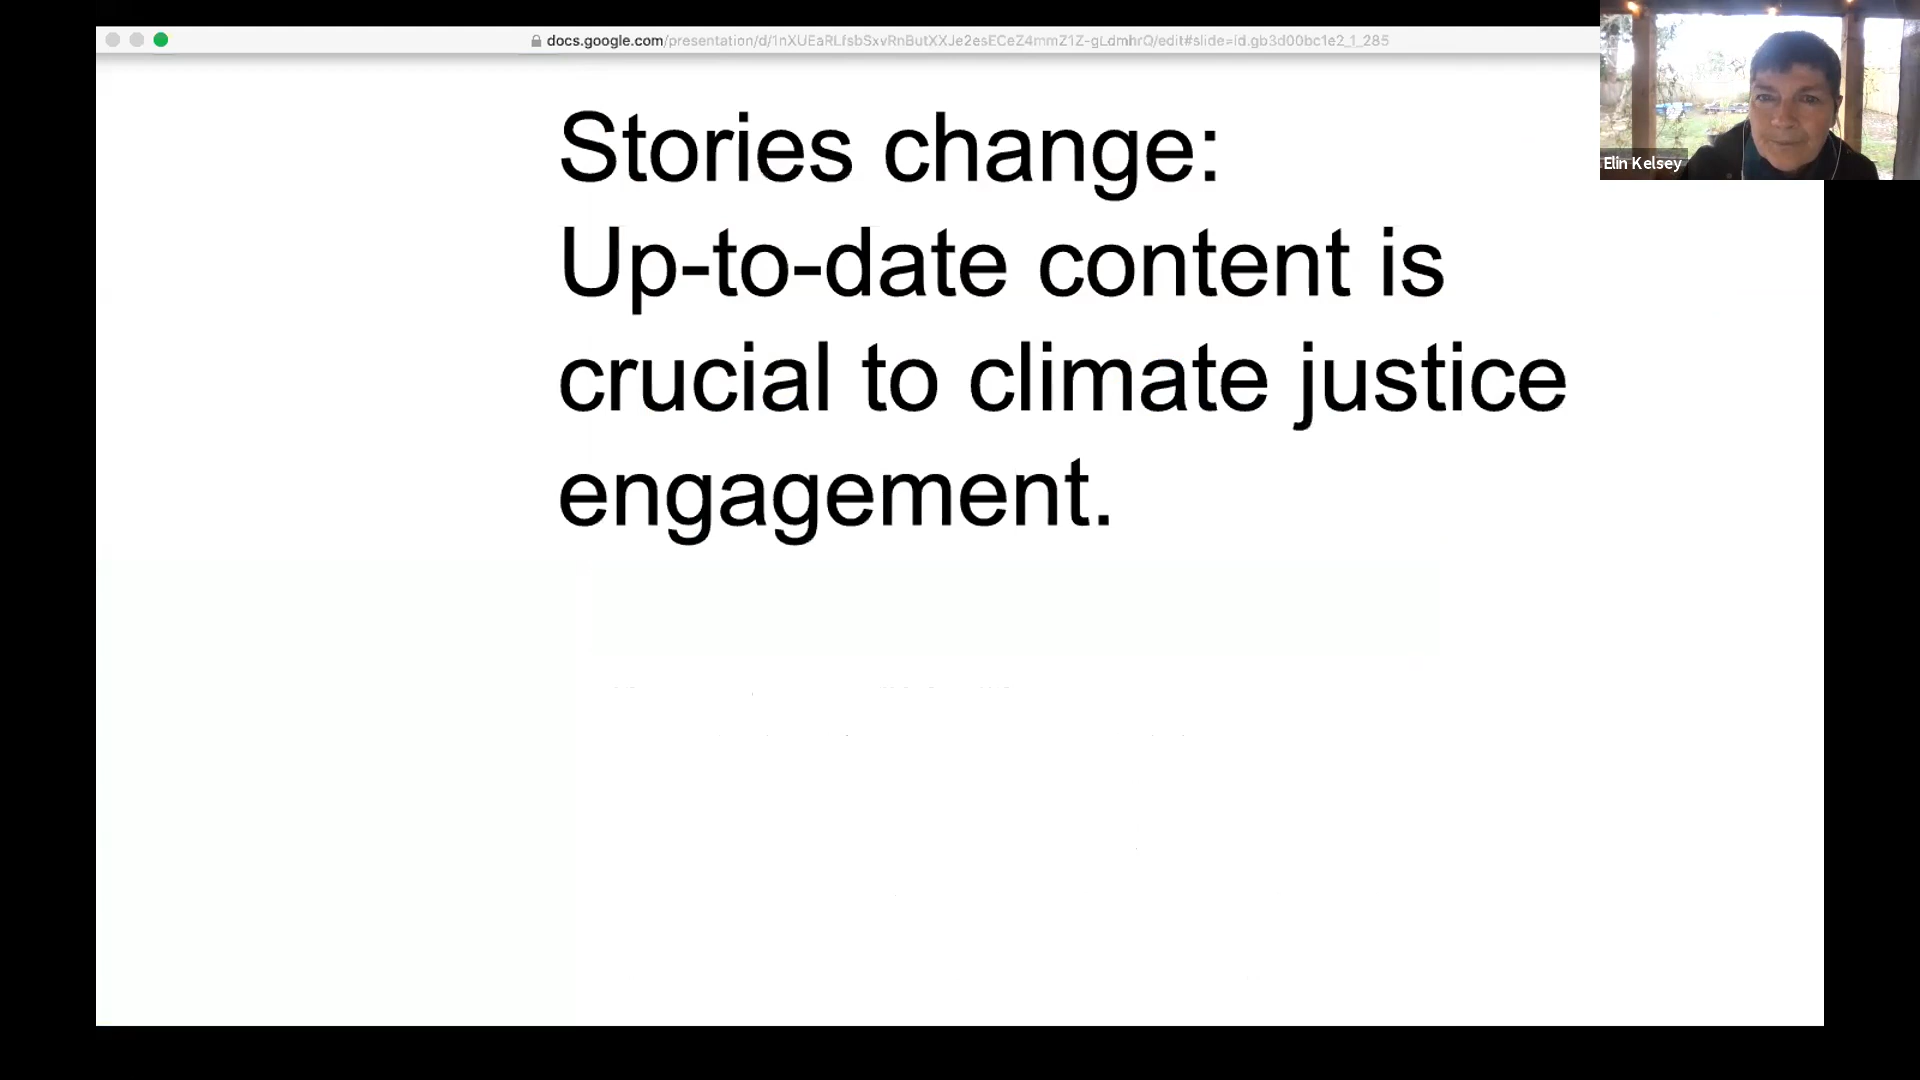 docs.google.com/presentation/d/1nXUEaRLfsbSxvRnButXXJe2esECeZ4mmZ1Z-gLdmhrQ/edit#slide=id.gb3d00bc1e2_1_285
Stories change:
Up-to-date content is
crucial to climate justice
engagement.
Elin Kelsey